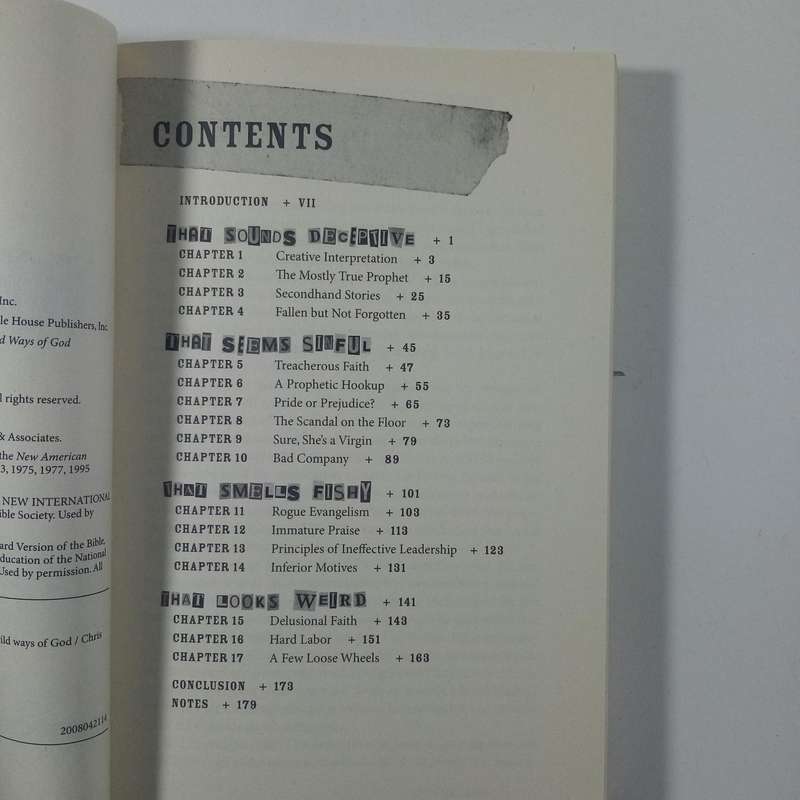 Inc.
le House Publishers, Inc
d Ways of God
l rights reserved.
& Associates.
the New American
3, 1975, 1977, 1995
NEW INTERNATIONAL
ible Society. Used by
ard Version of the Bible,
ducation of the National
Used by permission. All
ild ways of God / Chris
2008042114
CONTENTS
INTRODUCTION + VII
THAT SOUNDS DECEPTIVE + 1
CHAPTER 1 Creative Interpretation + 3
CHAPTER 2 The Mostly True Prophet + 15
CHAPTER 3 Secondhand Stories + 25
CHAPTER 4 Fallen but Not Forgotten + 35
THAT SEEMS SINFUL + 45
CHAPTER 5 Treacherous Faith + 47
CHAPTER 6 A Prophetic Hookup + 55
CHAPTER 7 Pride or Prejudice? + 65
CHAPTER 8 The Scandal on the Floor + 73
CHAPTER 9 Sure, She's a Virgin + 79
CHAPTER 10 Bad Company + 89
THAT SMELLS FISHY + 101
CHAPTER 11 Rogue Evangelism + 103
CHAPTER 12 Immature Praise + 113
CHAPTER 13 Principles of Ineffective Leadership + 123
CHAPTER 14 Inferior Motives + 131
THAT LOOKS WEIRD + 141
CHAPTER 15 Delusional Faith + 143
CHAPTER 16 Hard Labor + 151
CHAPTER 17 A Few Loose Wheels + 163
CONCLUSION + 173
NOTES + 179